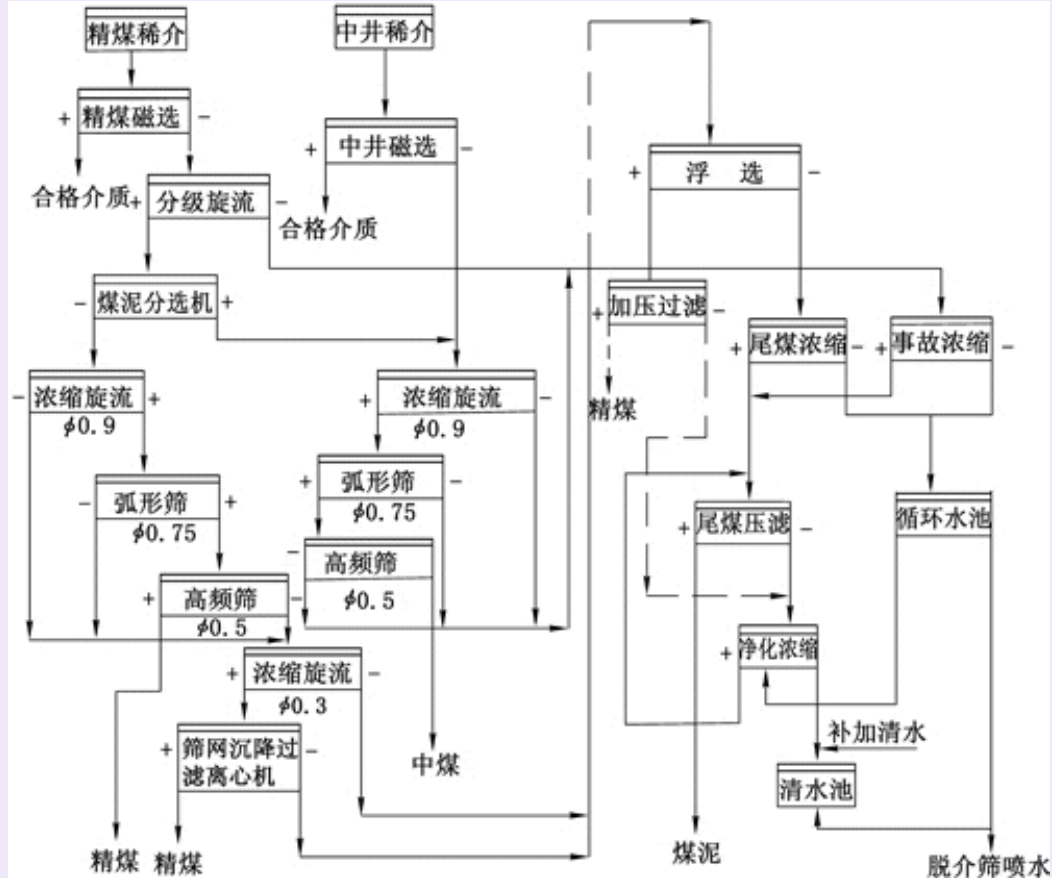 精煤稀介
中井稀介
+ 精煤磁选 -
+ 中井磁选 -
合格介质
+ 分级旋流 -
合格介质
+ 浮 选 -
- 煤泥分选机 +
+ 加压过滤 -
+ 尾煤浓缩 -
+ 事故浓缩 -
- 浓缩旋流 +
ϕ0.9
+ 浓缩旋流 -
ϕ0.9
精煤
- 弧形筛 +
ϕ0.75
+ 弧形筛 -
ϕ0.75
+ 尾煤压滤 -
循环水池
- 高频筛
ϕ0.5
+ 高频筛 -
ϕ0.5
+ 浓缩旋流 -
ϕ0.3
+ 净化浓缩
+ 筛网沉降过 -
滤离心机
中煤
补加清水
清水池
精煤
精煤
煤泥
脱介筛喷水